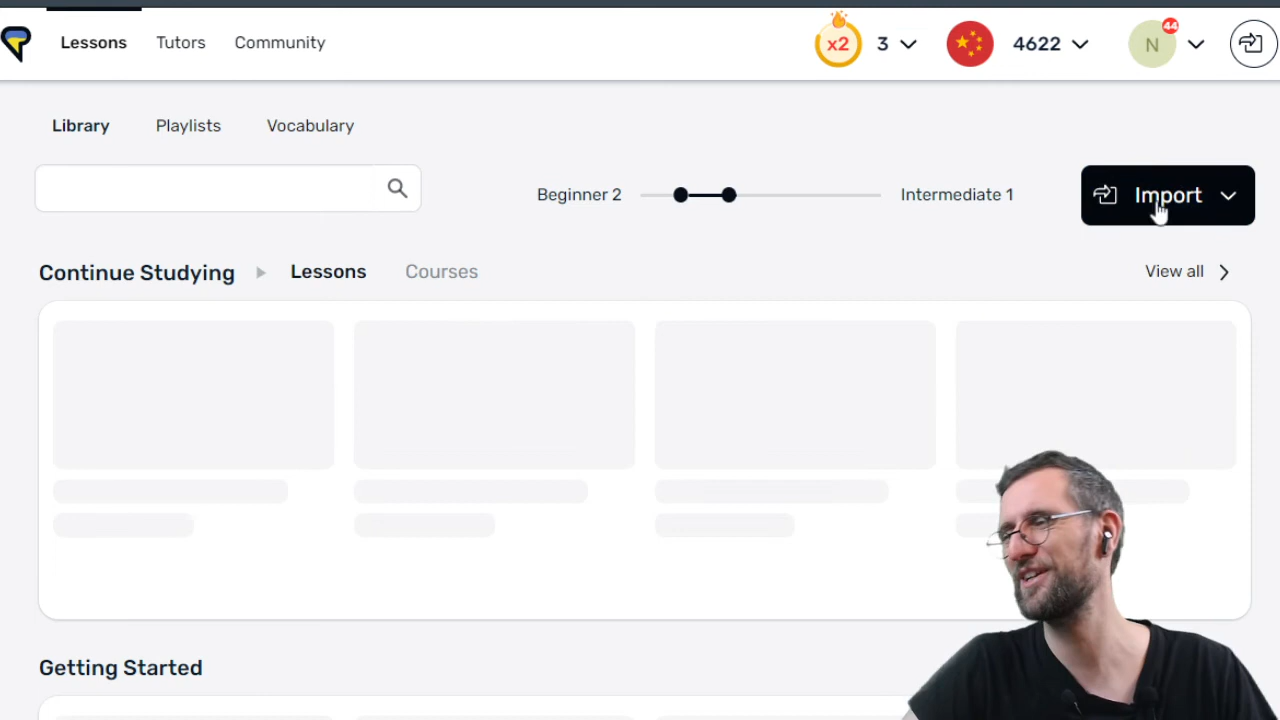 Lessons Tutors Community x2 3 4622 N 44
Library Playlists Vocabulary
Beginner 2 Intermediate 1 Import
Continue Studying Lessons Courses View all
Getting Started